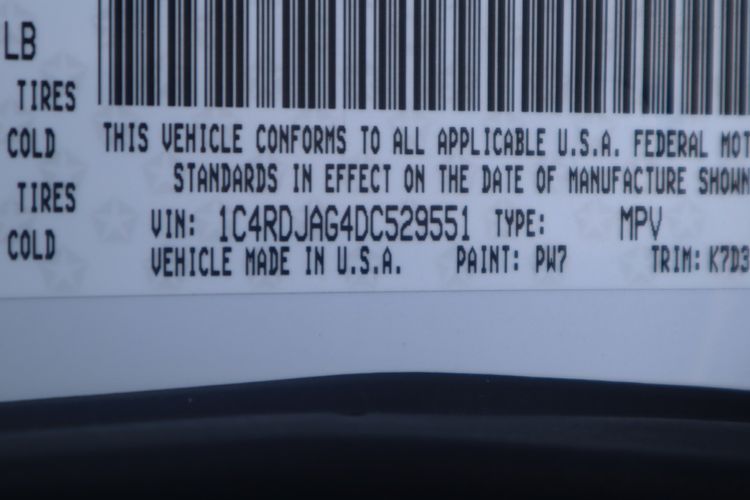 LB
TIRES
COLD
THIS VEHICLE CONFORMS TO ALL APPLICABLE U.S.A. FEDERAL MOT
STANDARDS IN EFFECT ON THE DATE OF MANUFACTURE SHOWN
TIRES
VIN: 1C4RDJAG4DC529551 TYPE: MPV
COLD
VEHICLE MADE IN U.S.A. PAINT: PW7 TRIM: K7D3